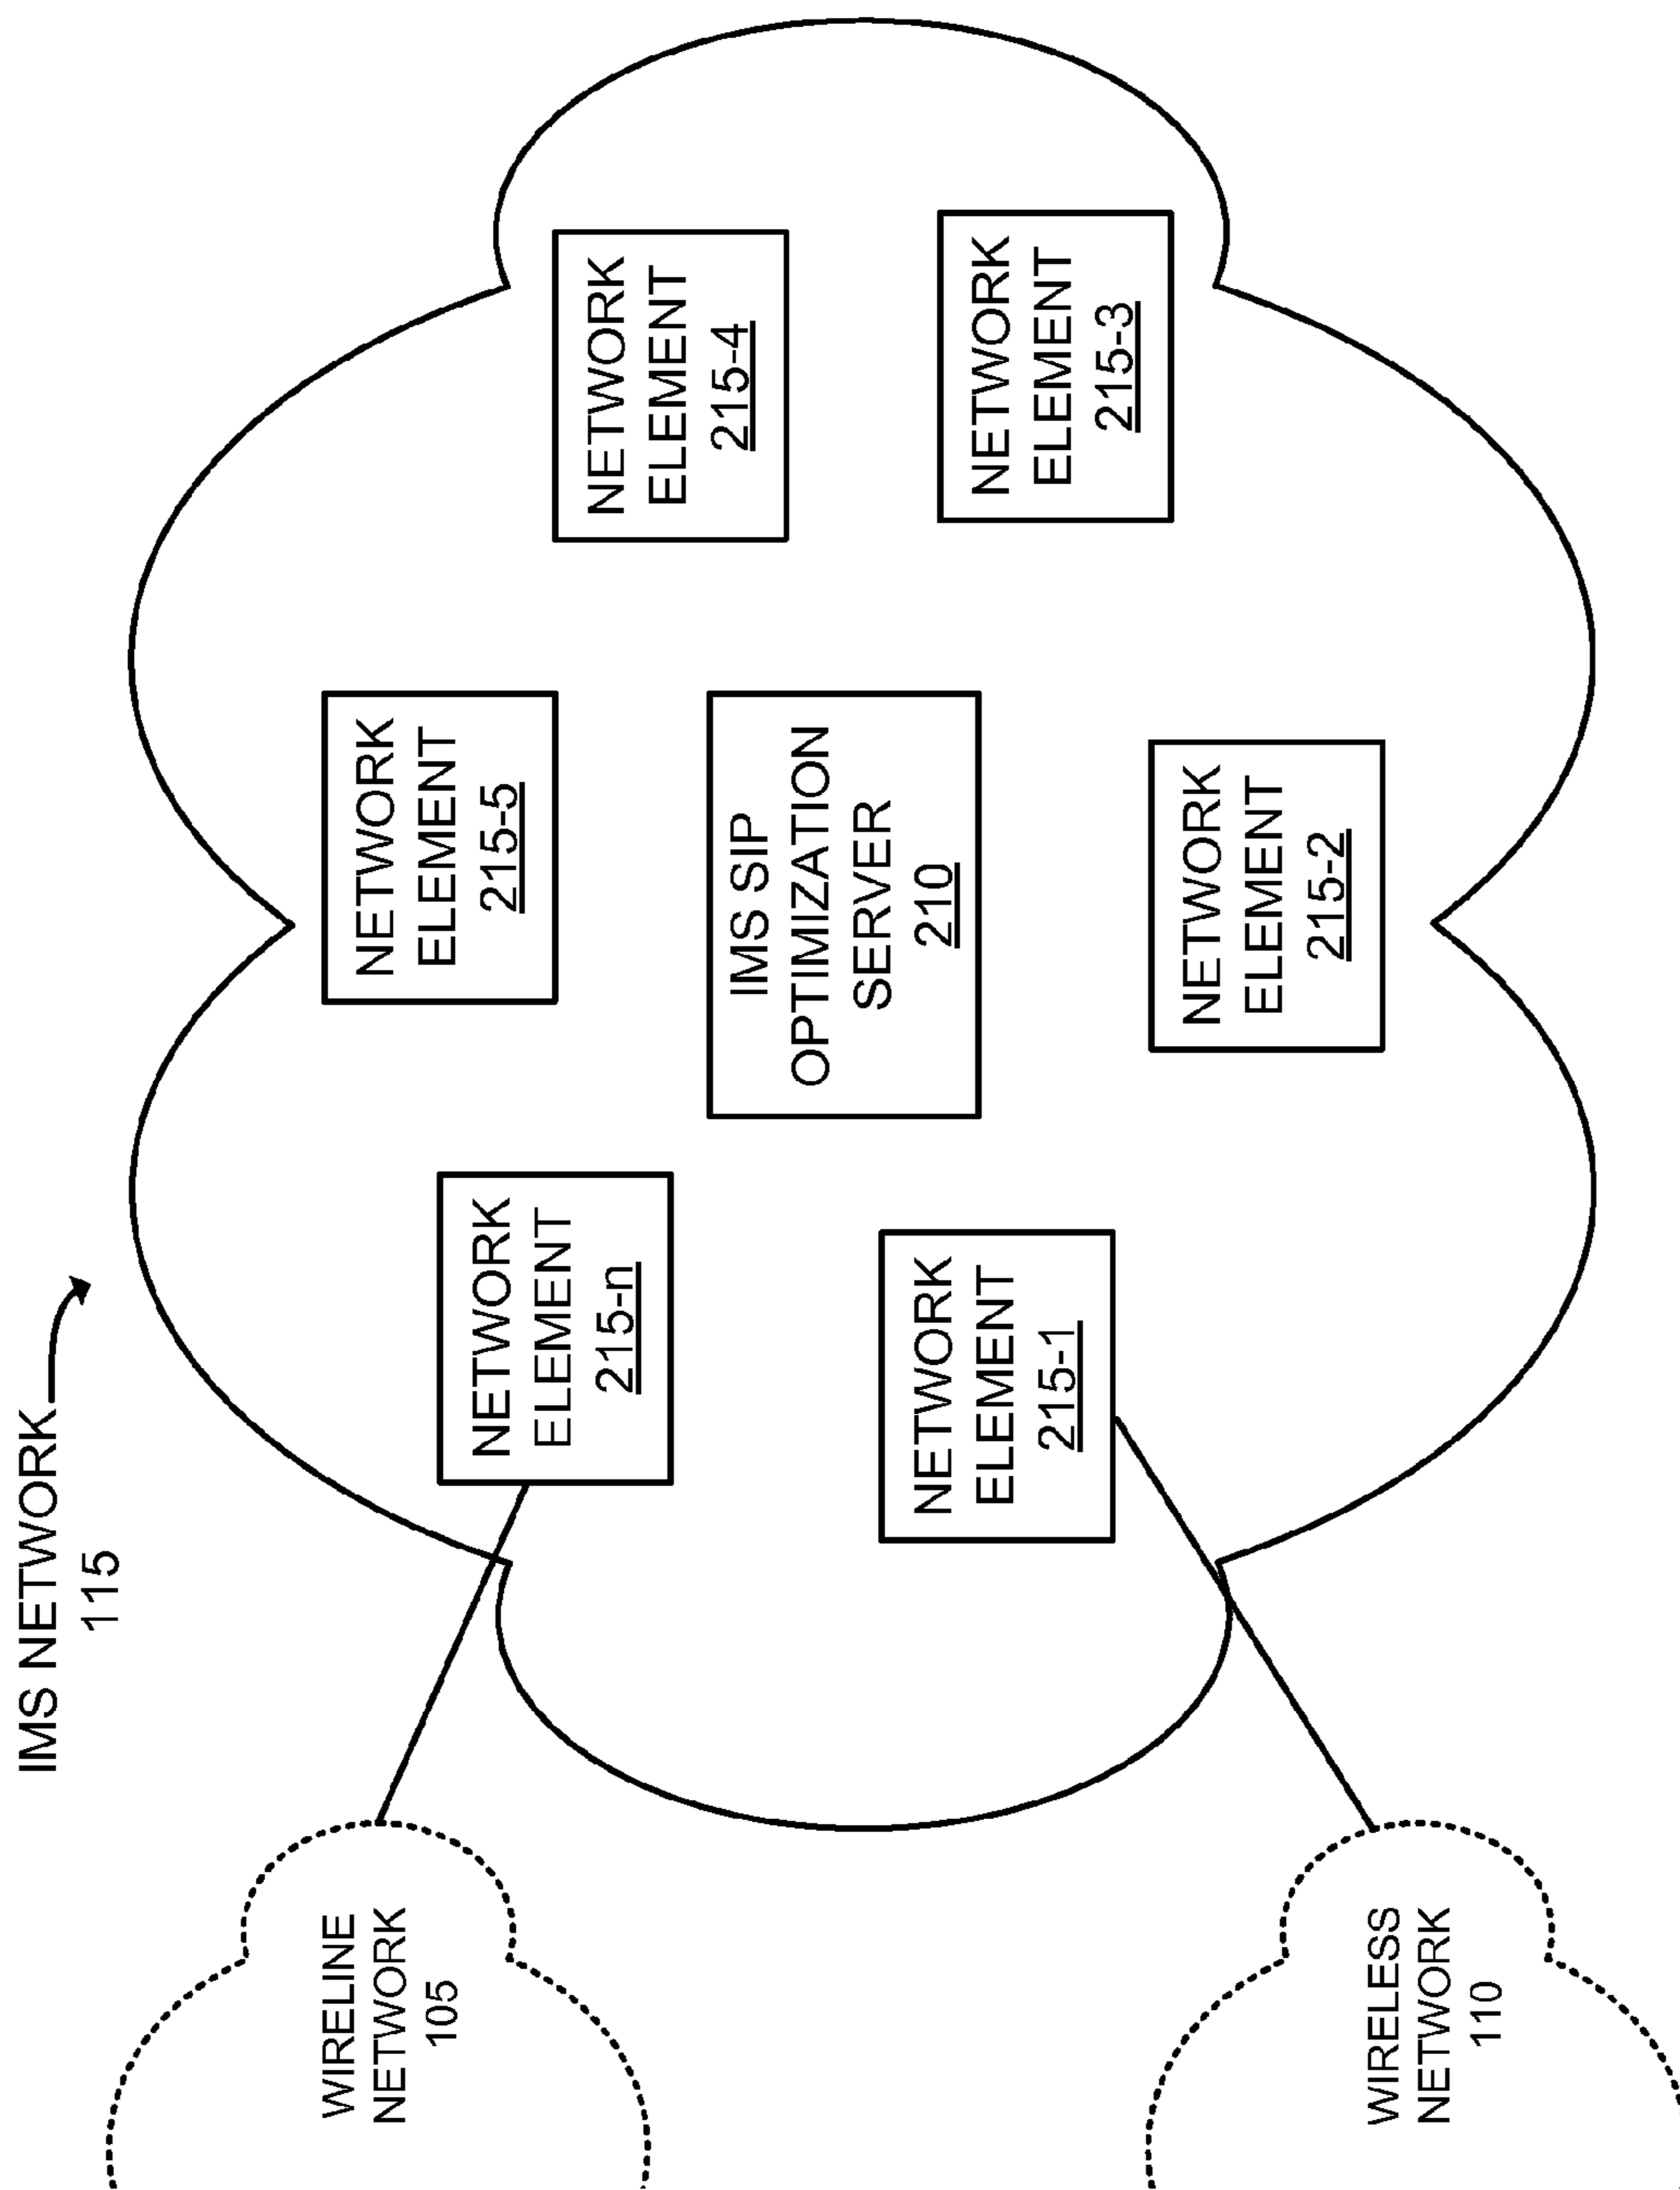 IMS NETWORK
115
WIRELINE
NETWORK
105
NETWORK
ELEMENT
215-n
NETWORK
ELEMENT
215-5
NETWORK
ELEMENT
215-4
IMS SIP
OPTIMIZATION
SERVER
210
NETWORK
ELEMENT
215-1
NETWORK
ELEMENT
215-2
NETWORK
ELEMENT
215-3
WIRELESS
NETWORK
110